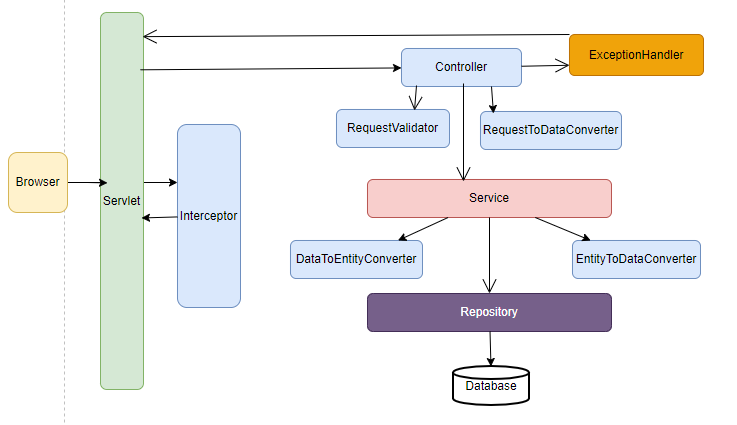 ExceptionHandler
Controller
RequestValidator
RequestToDataConverter
Browser
Servlet
Interceptor
Service
DataToEntityConverter
EntityToDataConverter
Repository
Database